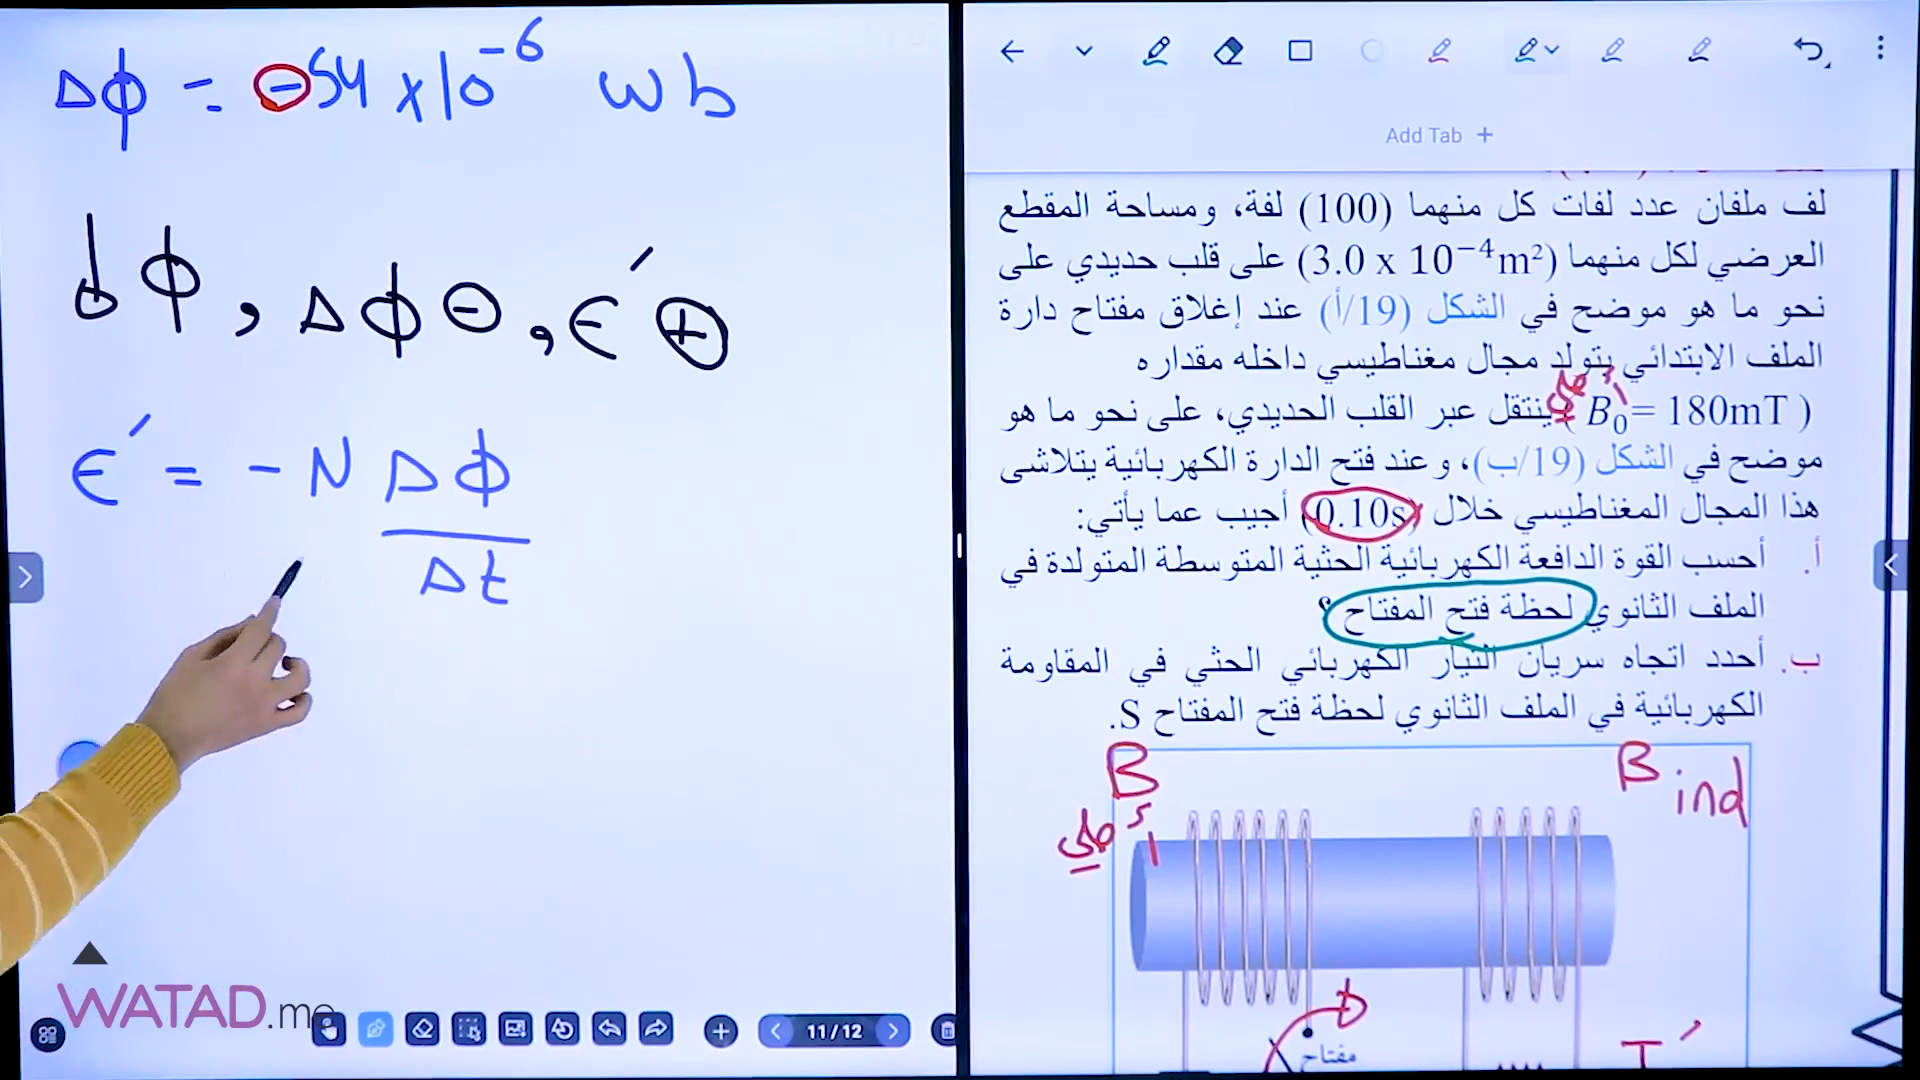 Δϕ = -54 x 10⁻⁶ wb
ϕ, Δϕ ⊖, ϵ′ ⊕
ϵ′ = - N Δϕ
Δt
WATAD.me
11/12
Add Tab +
لف ملفان عدد لفات كل منهما (100) لفة، ومساحة المقطع
العرضي لكل منهما (3.0 x 10⁻⁴m²) على قلب حديدي على
نحو ما هو موضح في الشكل (19/أ) عند إغلاق مفتاح دارة
الملف الابتدائي يتولد مجال مغناطيسي داخله مقداره
(B₀= 180mT) ينتقل عبر القلب الحديدي، على نحو ما هو
موضح في الشكل (19/ب)، وعند فتح الدارة الكهربائية يتلاشى
هذا المجال المغناطيسي خلال (0.10s) أجيب عما يأتي:
أ. أحسب القوة الدافعة الكهربائية الحثية المتوسطة المتولدة في
الملف الثانوي لحظة فتح المفتاح؟
ب. أحدد اتجاه سريان التيار الكهربائي الحثي في المقاومة
الكهربائية في الملف الثانوي لحظة فتح المفتاح S.
B
B ind
مفتاح